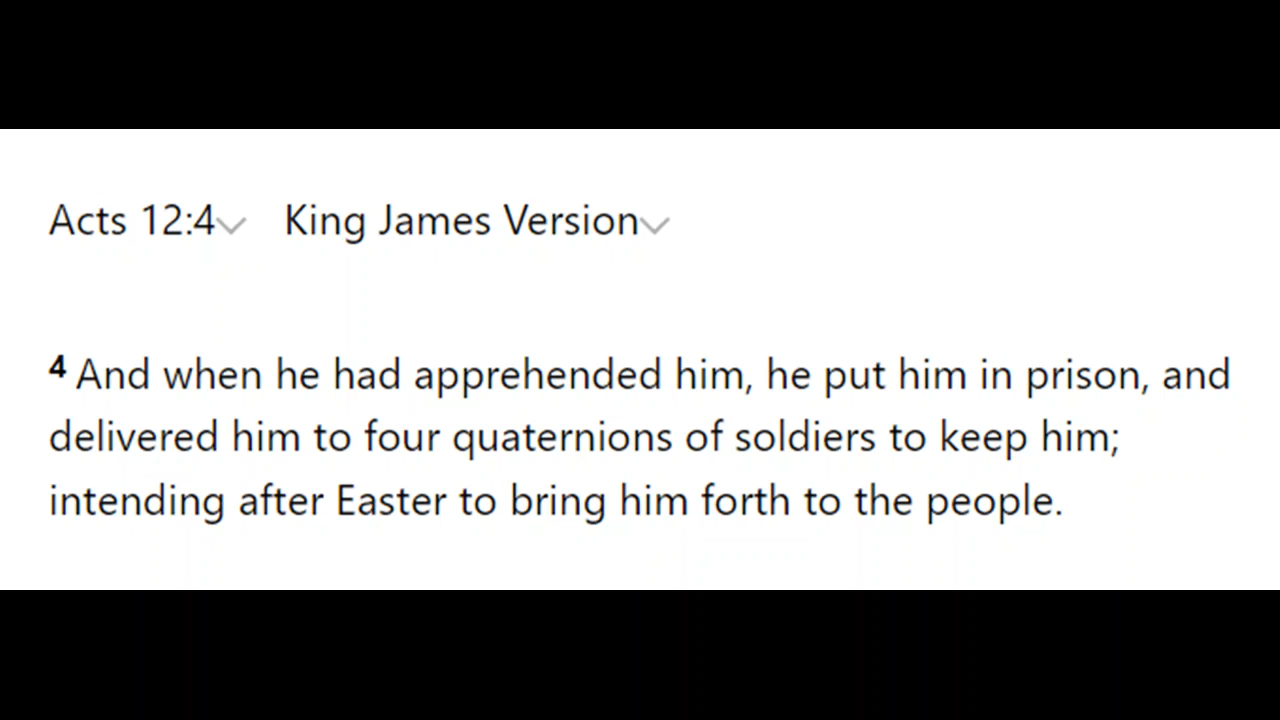 Acts 12:4 King James Version
4 And when he had apprehended him, he put him in prison, and
delivered him to four quaternions of soldiers to keep him;
intending after Easter to bring him forth to the people.